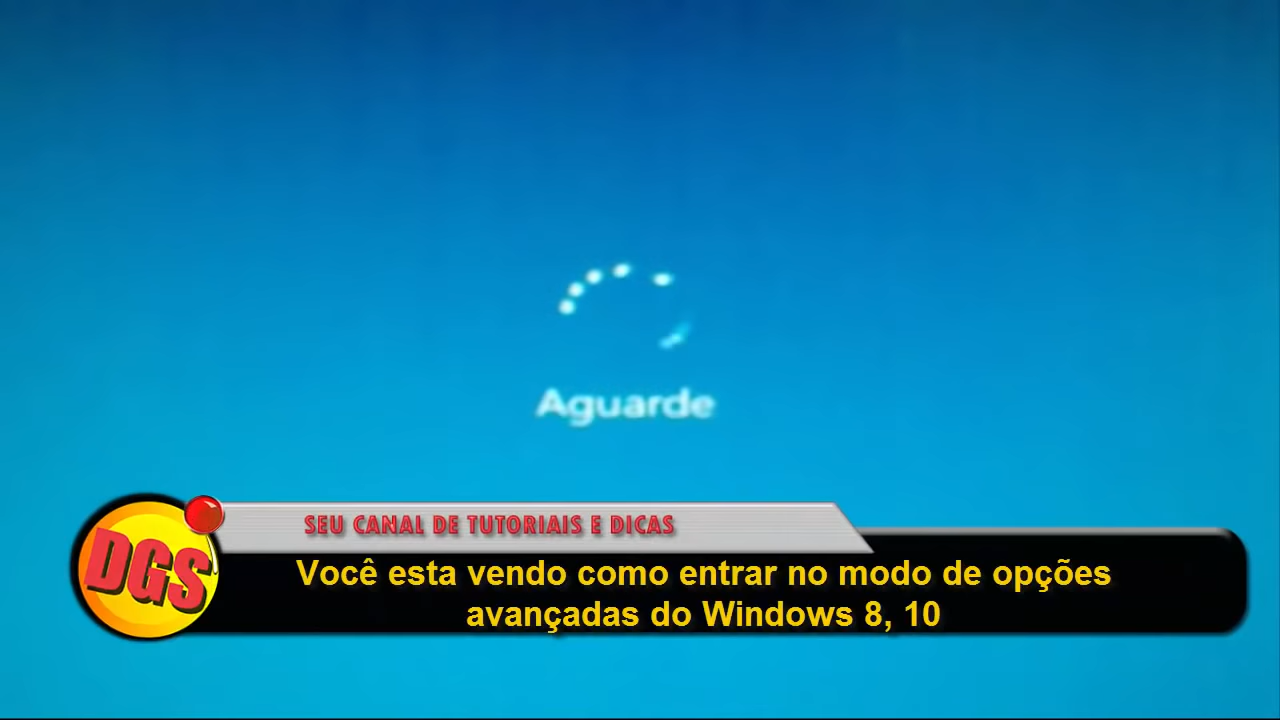 Aguarde
SEU CANAL DE TUTORIAIS E DICAS
DGS
Você esta vendo como entrar no modo de opções
avançadas do Windows 8, 10